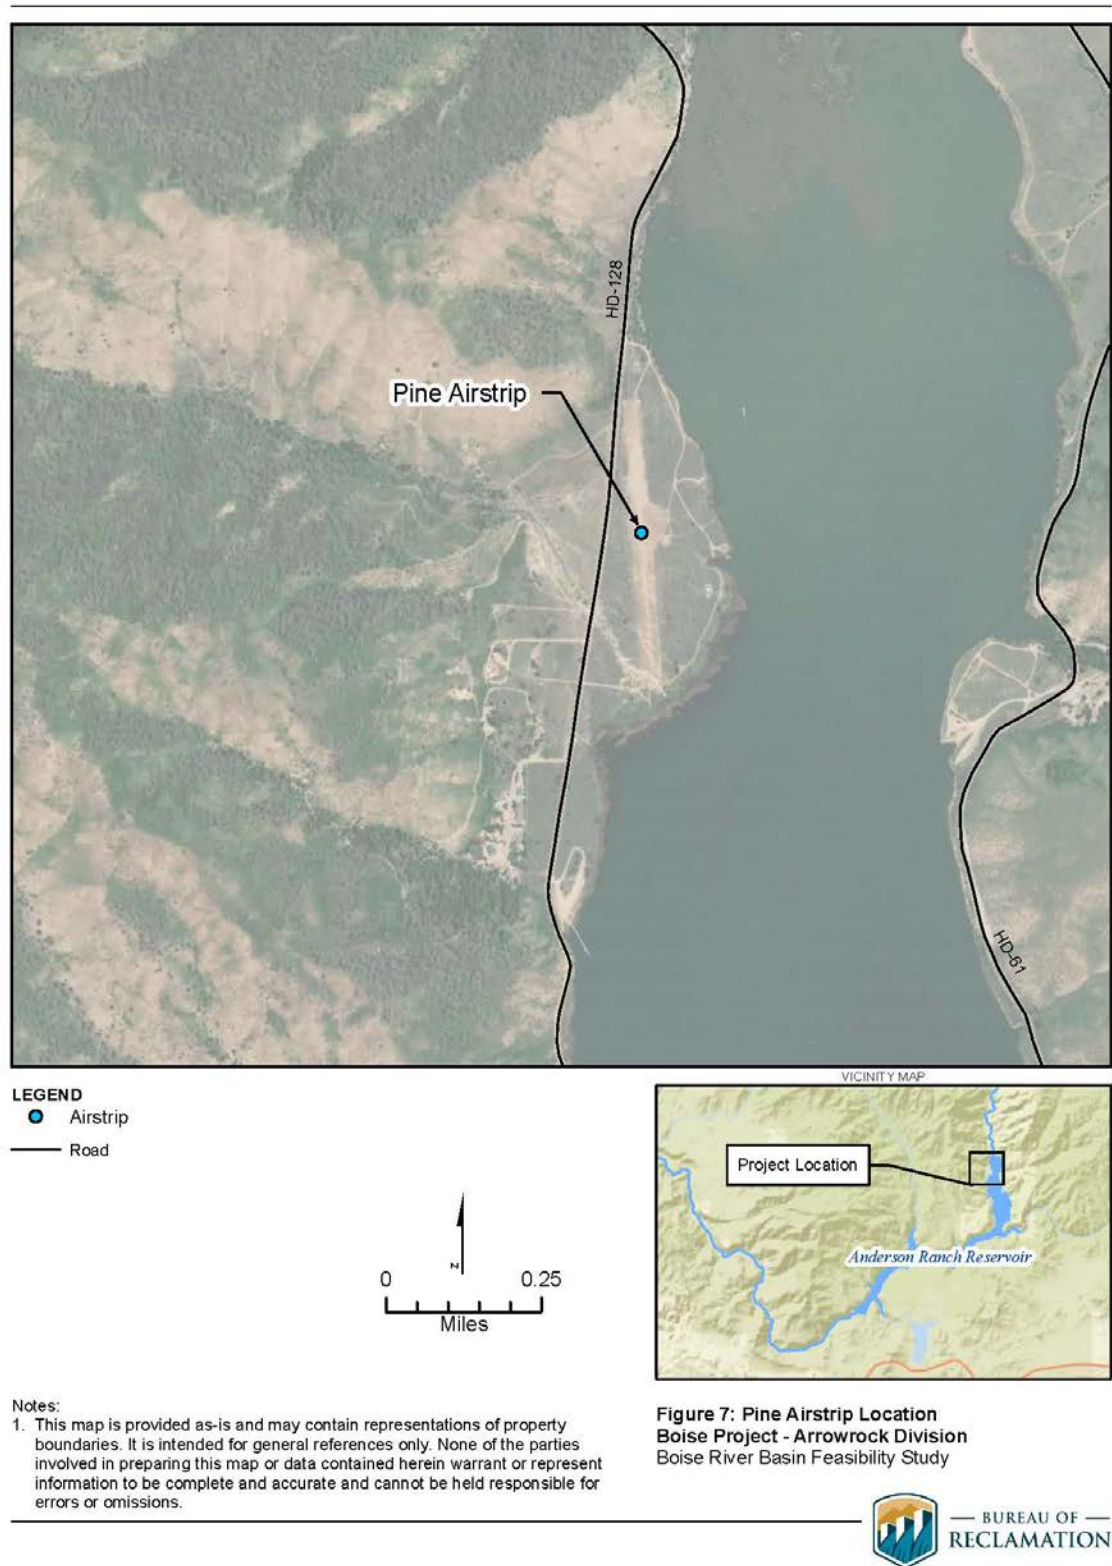 HD-128
Pine Airstrip
HD-61
LEGEND
Airstrip
Road
N
0 0.25
Miles
VICINITY MAP
Project Location
Anderson Ranch Reservoir
Notes:
1. This map is provided as-is and may contain representations of property
boundaries. It is intended for general references only. None of the parties
involved in preparing this map or data contained herein warrant or represent
information to be complete and accurate and cannot be held responsible for
errors or omissions.
Figure 7: Pine Airstrip Location
Boise Project - Arrowrock Division
Boise River Basin Feasibility Study
BUREAU OF
RECLAMATION